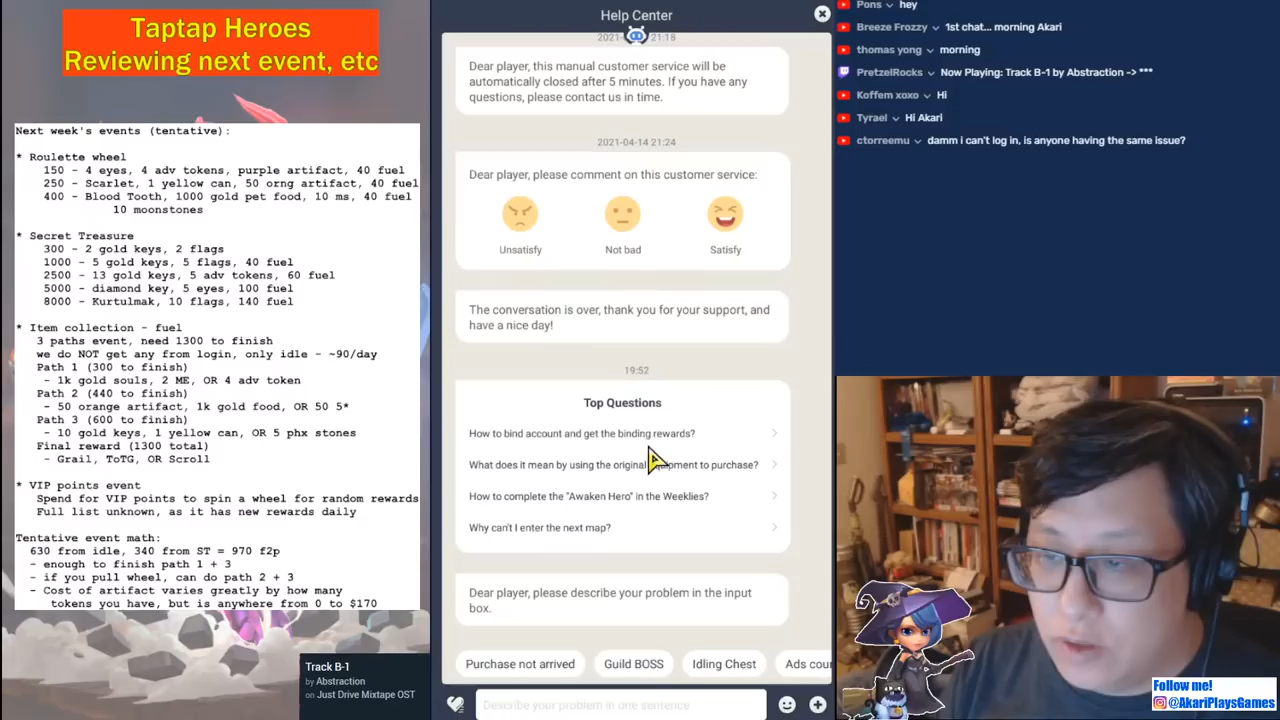 Taptap Heroes
Reviewing next event, etc
Next week's events (tentative):
* Roulette wheel
150 - 4 eyes, 4 adv tokens, purple artifact, 40 fuel
250 - Scarlet, 1 yellow can, 50 orng artifact, 40 fuel
400 - Blood Tooth, 1000 gold pet food, 10 ms, 40 fuel
10 moonstones
* Secret Treasure
300 - 2 gold keys, 2 flags
1000 - 5 gold keys, 5 flags, 40 fuel
2500 - 13 gold keys, 5 adv tokens, 60 fuel
5000 - diamond key, 5 eyes, 100 fuel
8000 - Kurtulmak, 10 flags, 140 fuel
* Item collection - fuel
3 paths event, need 1300 to finish
we do NOT get any from login, only idle - ~90/day
Path 1 (300 to finish)
- 1k gold souls, 2 ME, OR 4 adv token
Path 2 (440 to finish)
- 50 orange artifact, 1k gold food, OR 50 5*
Path 3 (600 to finish)
- 10 gold keys, 1 yellow can, OR 5 phx stones
Final reward (1300 total)
- Grail, ToTG, OR Scroll
* VIP points event
Spend for VIP points to spin a wheel for random rewards
Full list unknown, as it has new rewards daily
Tentative event math:
630 from idle, 340 from ST = 970 f2p
- enough to finish path 1 + 3
- if you pull wheel, can do path 2 + 3
- Cost of artifact varies greatly by how many
tokens you have, but is anywhere from 0 to $170
Track B-1
by Abstraction
on Just Drive Mixtape OST
Help Center
21:18
Dear player, this manual customer service will be
automatically closed after 5 minutes. If you have any
questions, please contact us in time.
2021-04-14 21:24
Dear player, please comment on this customer service:
Unsatisfy Not bad Satisfy
The conversation is over, thank you for your support, and
have a nice day!
19:52
Top Questions
How to bind account and get the binding rewards?
What does it mean by using the original to purchase?
How to complete the "Awaken Hero" in the Weeklies?
Why can't I enter the next map?
Dear player, please describe your problem in the input
box.
Purchase not arrived Guild BOSS Idling Chest Ads cou
Describe your problem in one sentence
Pons hey
Breeze Frozzy 1st chat... morning Akari
thomas yong morning
PretzelRocks Now Playing: Track B-1 by Abstraction -> ***
Koffem xoxo Hi
Tyrael Hi Akari
ctorreemu damm i can't log in, is anyone having the same issue?
Follow me!
@AkariPlaysGames